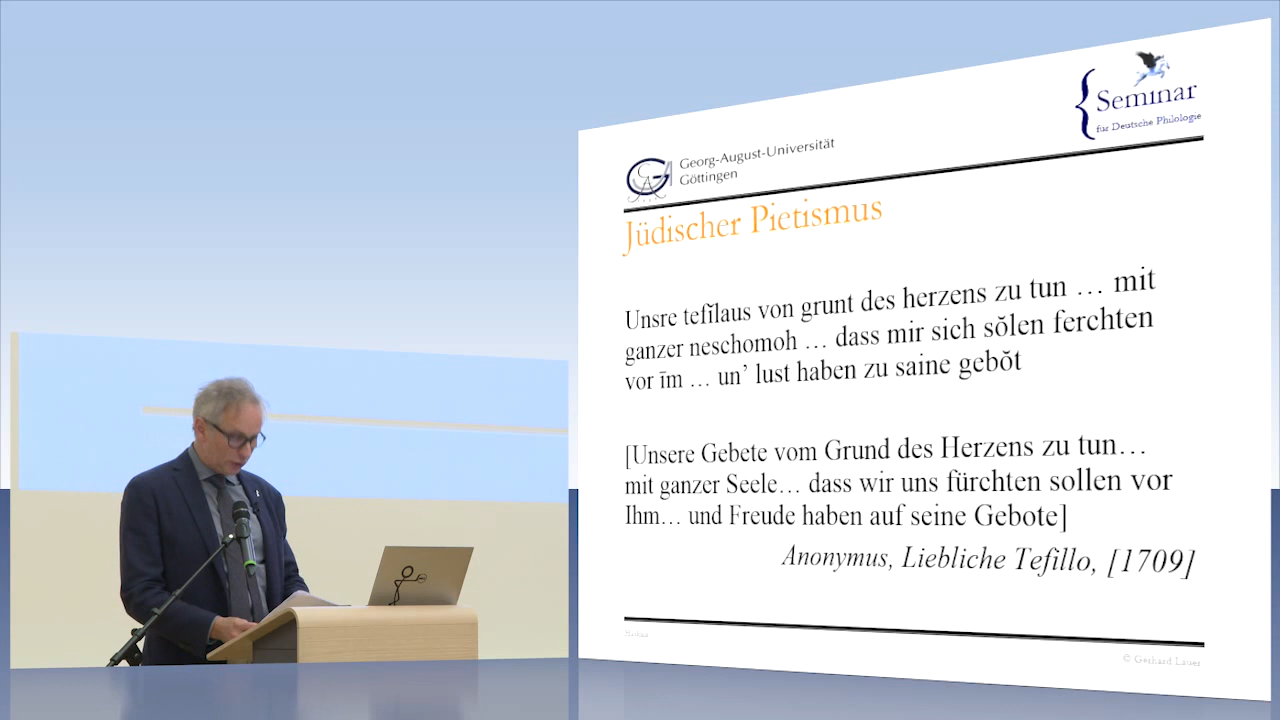 Seminar
für Deutsche Philologie
Georg-August-Universität
Göttingen
Jüdischer Pietismus
Unsre tefilaus von grunt des herzens zu tun … mit
ganzer neschomoh … dass mir sich sŏlen ferchten
vor īm … un’ lust haben zu saine gebŏt
[Unsere Gebete vom Grund des Herzens zu tun…
mit ganzer Seele… dass wir uns fürchten sollen vor
Ihm… und Freude haben auf seine Gebote]
Anonymus, Liebliche Tefillo, [1709]
© Gerhard Lauer